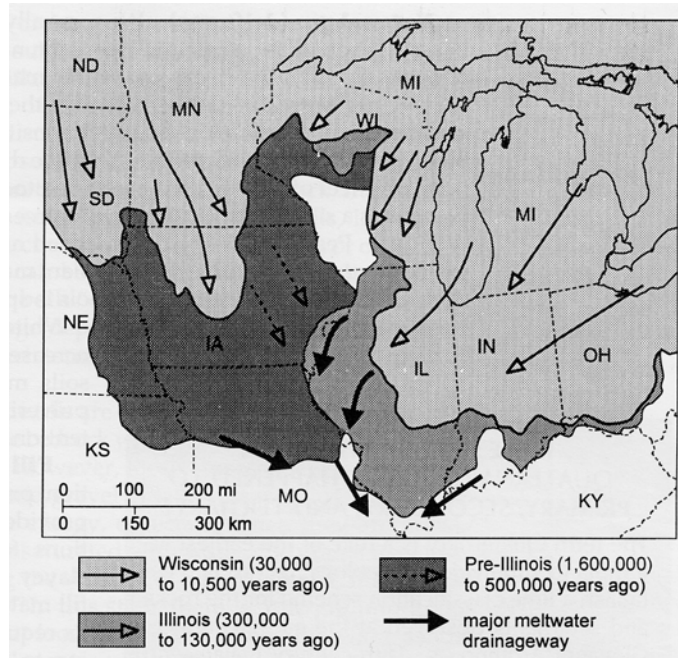 ND
MN
MI
WI
SD
MI
NE
IA
IL
IN
OH
KS
MO
KY
0 100 200 mi
0 150 300 km
Wisconsin (30,000
to 10,500 years ago)
Pre-Illinois (1,600,000)
to 500,000 years ago)
Illinois (300,000
to 130,000 years ago)
major meltwater
drainageway